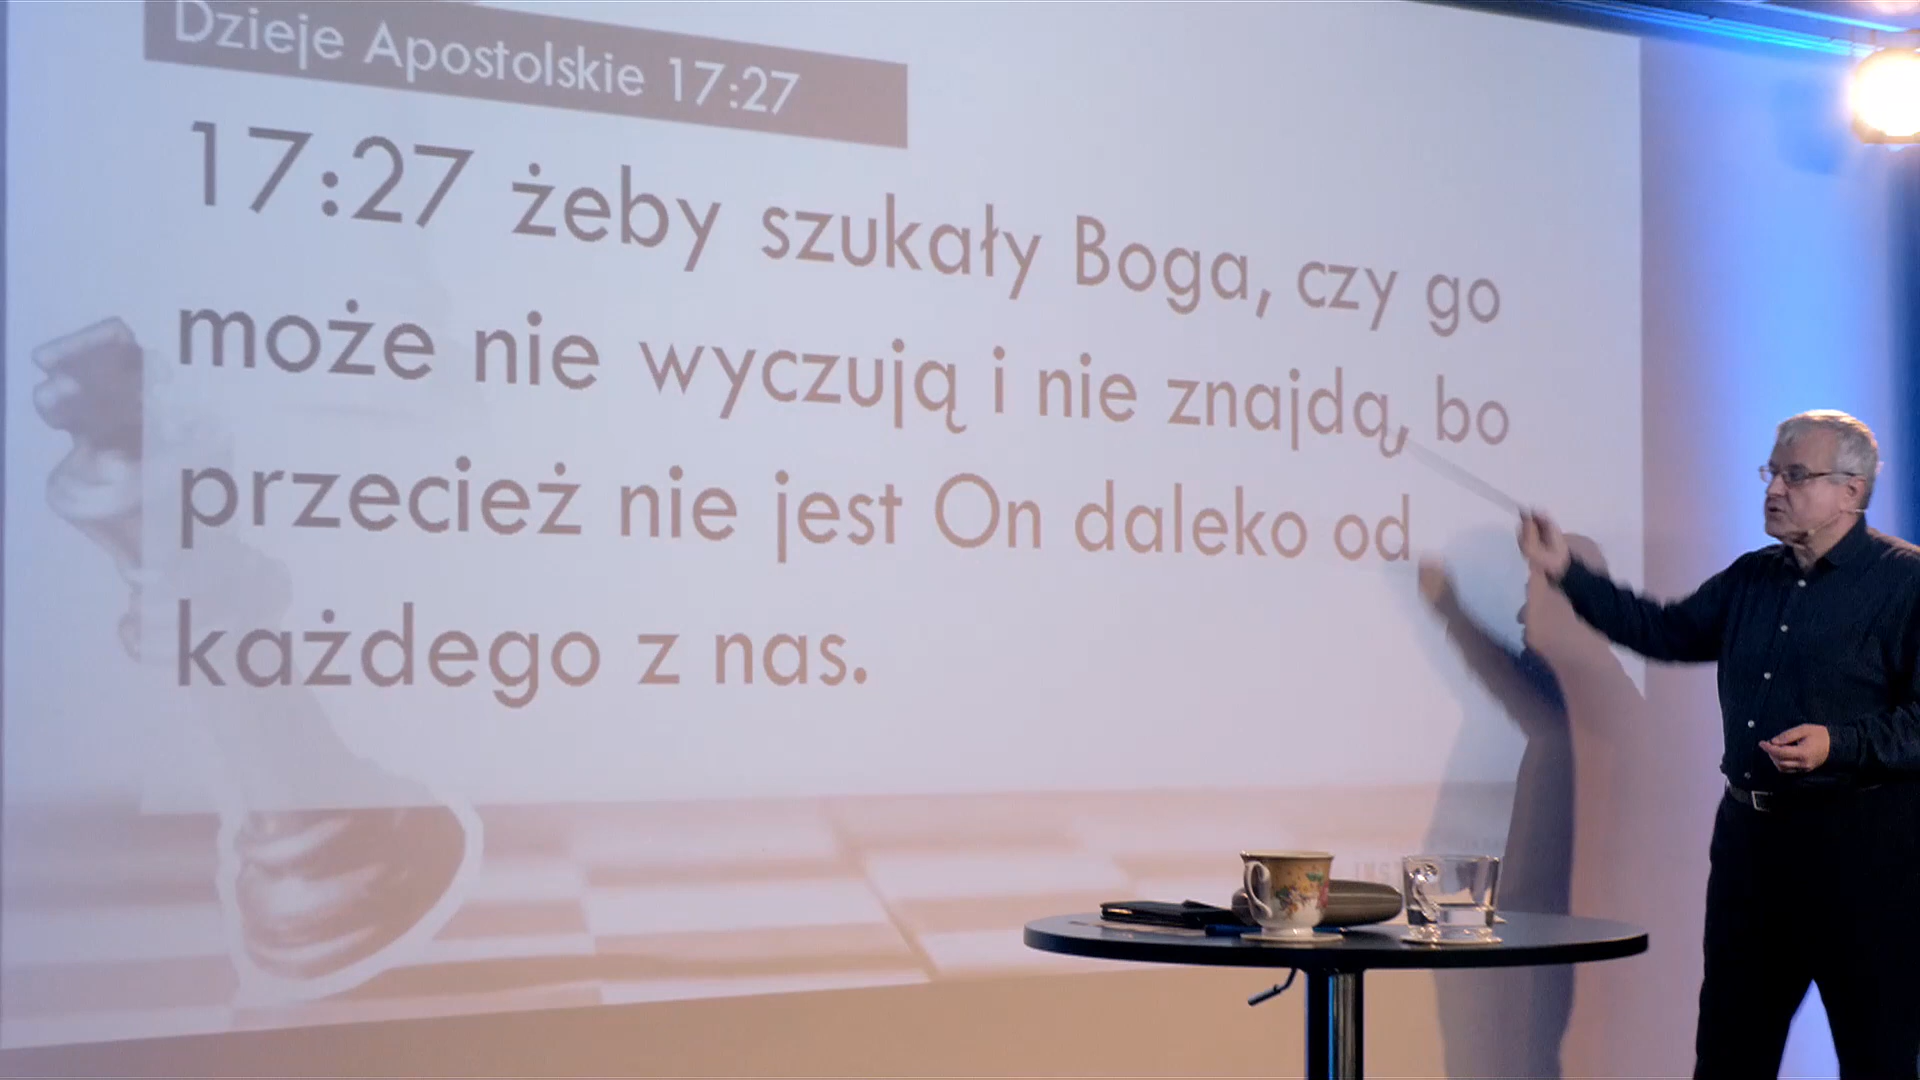 Dzieje Apostolskie 17:27
17:27 żeby szukały Boga, czy go
może nie wyczują i nie znajdą, bo
przecież nie jest On daleko od
każdego z nas.